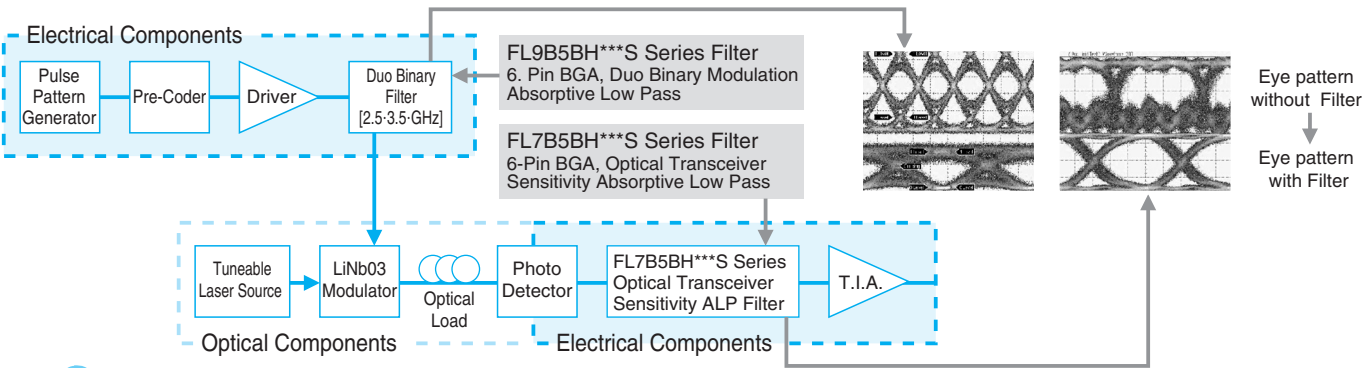 Electrical Components
Pulse
Pattern
Generator
Pre-Coder
Driver
Duo Binary
Filter
[2.5·3.5·GHz]
FL9B5BH***S Series Filter
6. Pin BGA, Duo Binary Modulation
Absorptive Low Pass
FL7B5BH***S Series Filter
6-Pin BGA, Optical Transceiver
Sensitivity Absorptive Low Pass
Eye pattern
without Filter
Eye pattern
with Filter
Tuneable
Laser Source
LiNb03
Modulator
Optical
Load
Photo
Detector
FL7B5BH***S Series
Optical Transceiver
Sensitivity ALP Filter
T.I.A.
Optical Components
Electrical Components